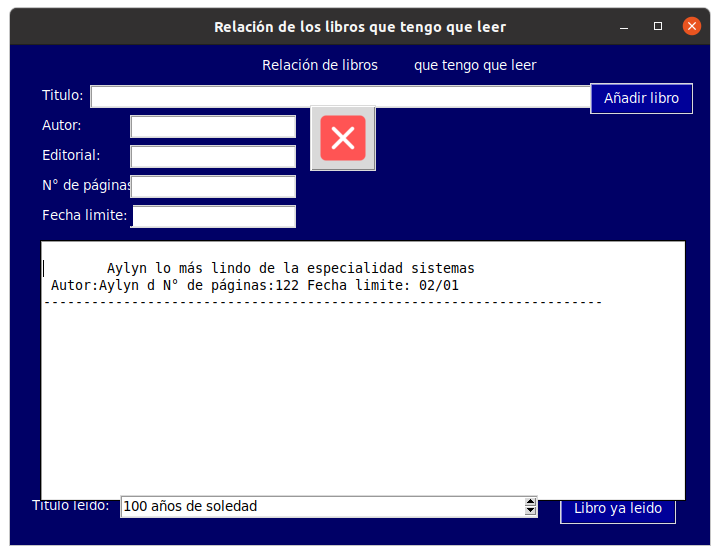 Relación de los libros que tengo que leer
Relación de libros que tengo que leer
Titulo:
Añadir libro
Autor:
Editorial:
N° de páginas
Fecha limite:
Aylyn lo más lindo de la especialidad sistemas
Autor:Aylyn d N° de páginas:122 Fecha limite: 02/01
----------------------------------------------------------------------
Titulo leido:
100 años de soledad
Libro ya leido